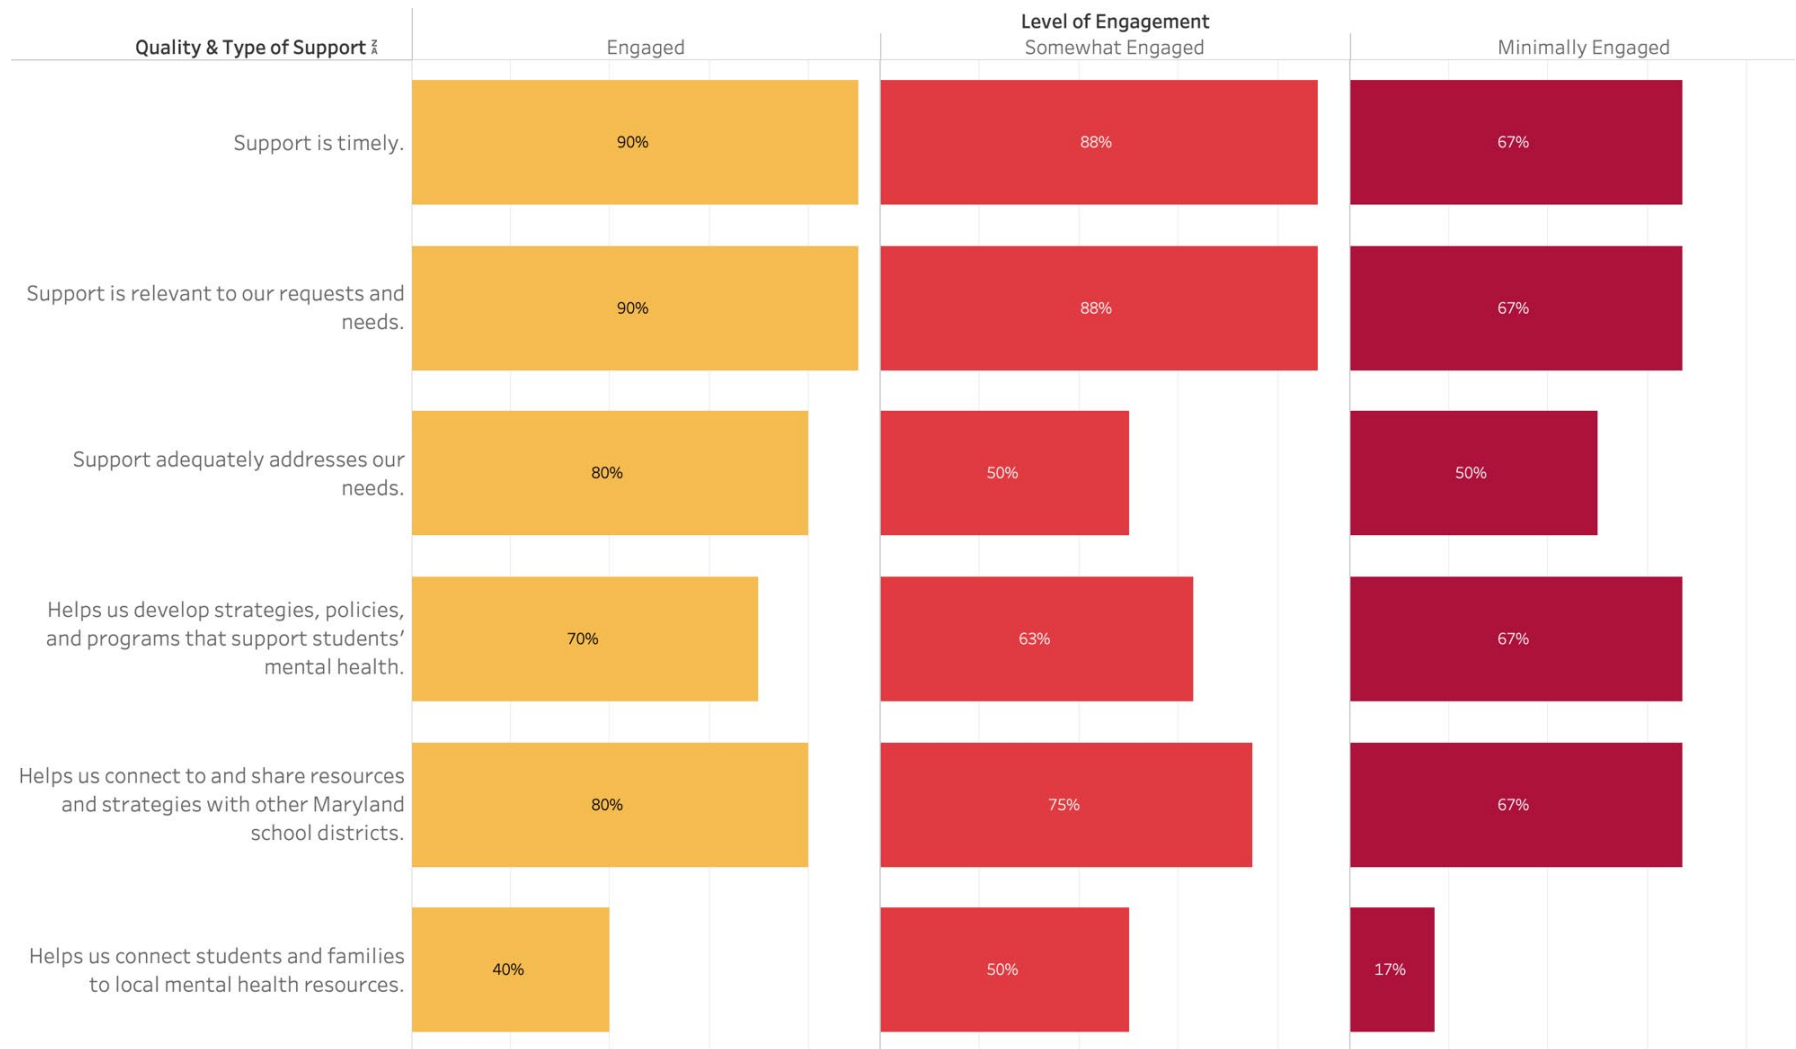 Level of Engagement
Quality & Type of Support
Engaged
Somewhat Engaged
Minimally Engaged
Support is timely.
90%
88%
67%
Support is relevant to our requests and
needs.
90%
88%
67%
Support adequately addresses our
needs.
80%
50%
50%
Helps us develop strategies, policies,
and programs that support students’
mental health.
70%
63%
67%
Helps us connect to and share resources
and strategies with other Maryland
school districts.
80%
75%
67%
Helps us connect students and families
to local mental health resources.
40%
50%
17%